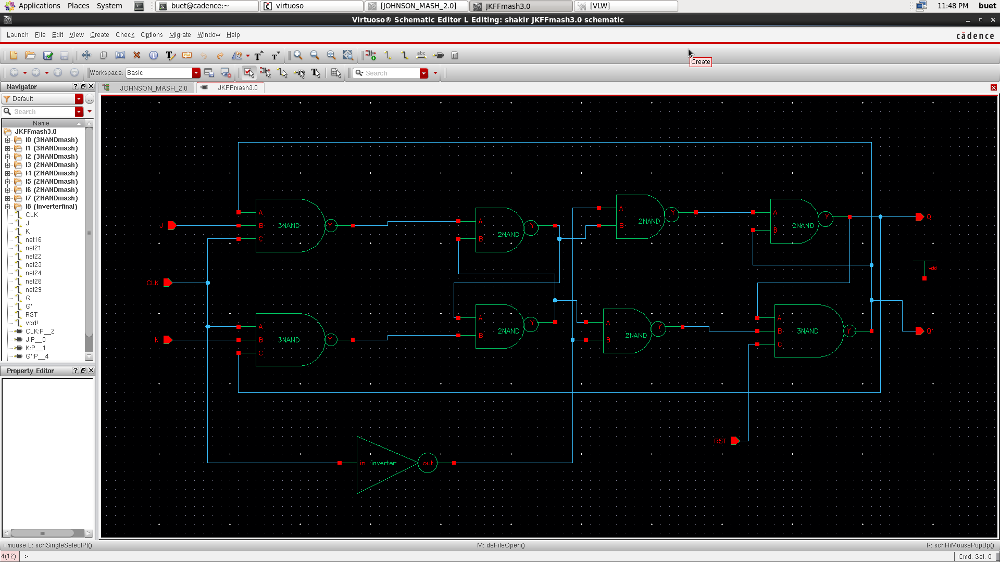 Applications Places System buet@cadence:~ virtuoso [JOHNSON_MASH_2.0] JKFFmash3.0 [VLW] 11:48 PM buet
Virtuoso® Schematic Editor L Editing: shakir JKFFmash3.0 schematic
Launch File Edit View Create Check Options Migrate Window Help cādence
abc
Create
Workspace: Basic Search
Navigator JOHNSON_MASH_2.0 JKFFmash3.0
Default
Search
Name
JKFFmash3.0
I0 (3NANDmash)
I1 (3NANDmash)
I2 (3NANDmash)
I3 (2NANDmash)
I4 (2NANDmash)
I5 (2NANDmash)
I6 (2NANDmash)
I7 (2NANDmash)
I8 (Inverterfinal)
CLK
J
K
net16
net21
net22
net23
net24
net26
net29
Q
Q'
RST
vdd!
CLK:P__2
J:P__0
K:P__1
Q':P__4
Property Editor
J
A
B
C
3NAND
Y
A
B
2NAND
Y
A
B
2NAND
Y
A
B
2NAND
Y
Q
vdd
CLK
K
A
B
C
3NAND
Y
A
B
2NAND
Y
A
B
2NAND
Y
A
B
C
3NAND
Y
Q'
RST
in inverter out
mouse L: schSingleSelectPt() M: deFileOpen() R: schHiMousePopUp()
4(12) > Cmd: Sel: 0